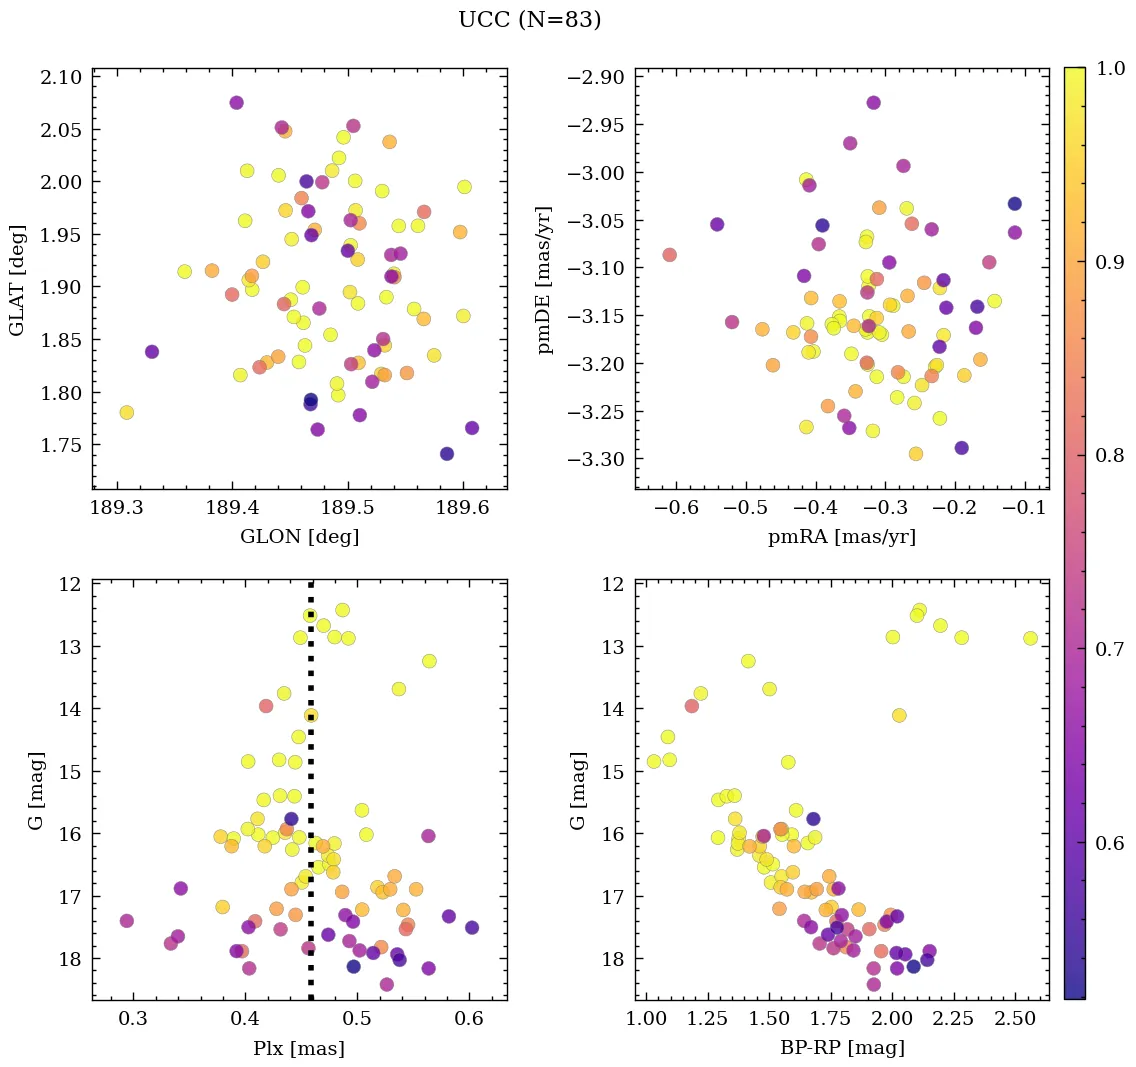 UCC (N=83)
2.10
2.05
2.00
1.95
1.90
1.85
1.80
1.75
GLAT [deg]
189.3 189.4 189.5 189.6
GLON [deg]
−2.90
−2.95
−3.00
−3.05
−3.10
−3.15
−3.20
−3.25
−3.30
pmDE [mas/yr]
−0.6 −0.5 −0.4 −0.3 −0.2 −0.1
pmRA [mas/yr]
12
13
14
15
16
17
18
G [mag]
0.3 0.4 0.5 0.6
Plx [mas]
12
13
14
15
16
17
18
G [mag]
1.00 1.25 1.50 1.75 2.00 2.25 2.50
BP-RP [mag]
1.0
0.9
0.8
0.7
0.6